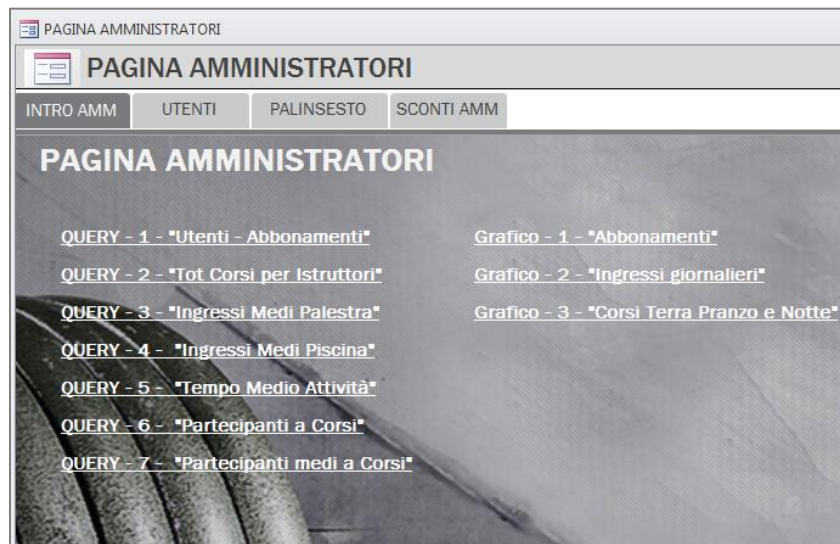 PAGINA AMMINISTRATORI
PAGINA AMMINISTRATORI
INTRO AMM UTENTI PALINSESTO SCONTI AMM
PAGINA AMMINISTRATORI
QUERY - 1 - "Utenti - Abbonamenti"
QUERY - 2 - "Tot Corsi per Istruttori"
QUERY - 3 - "Ingressi Medi Palestra"
QUERY - 4 - "Ingressi Medi Piscina"
QUERY - 5 - "Tempo Medio Attività"
QUERY - 6 - "Partecipanti a Corsi"
QUERY - 7 - "Partecipanti medi a Corsi"
Grafico - 1 - "Abbonamenti"
Grafico - 2 - "Ingressi giornalieri"
Grafico - 3 - "Corsi Terra Pranzo e Notte"